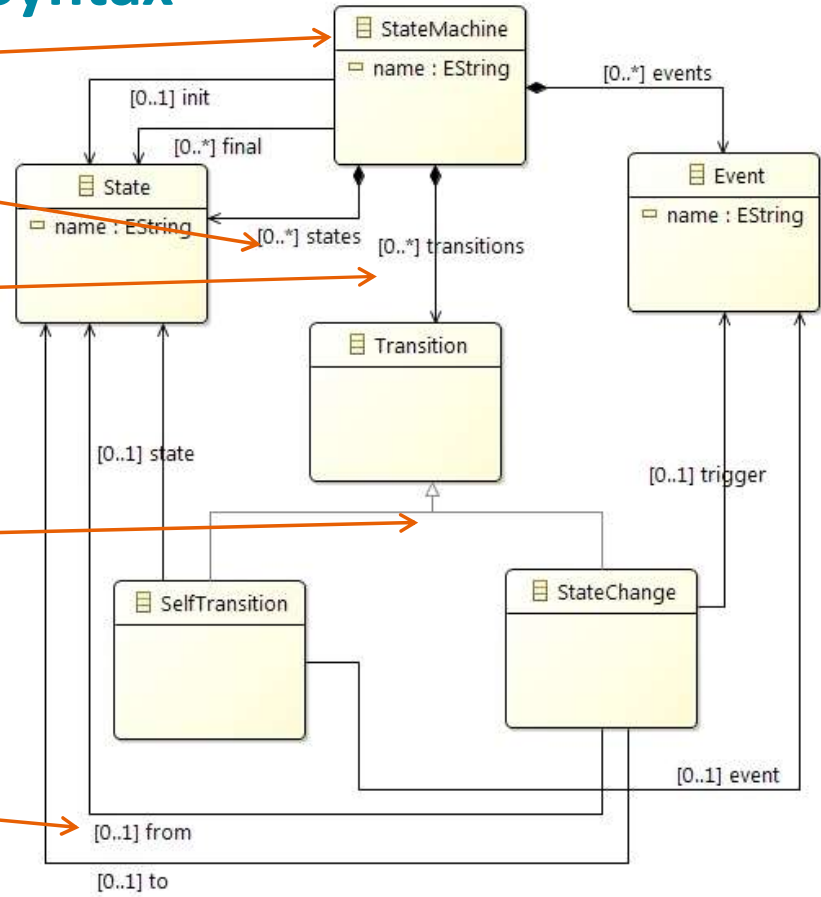 Syntax
StateMachine
name : EString
[0..*] events
[0..1] init
[0..*] final
State
name : EString
Event
name : EString
[0..*] states
[0..*] transitions
Transition
[0..1] state
[0..1] trigger
SelfTransition
StateChange
[0..1] event
[0..1] from
[0..1] to